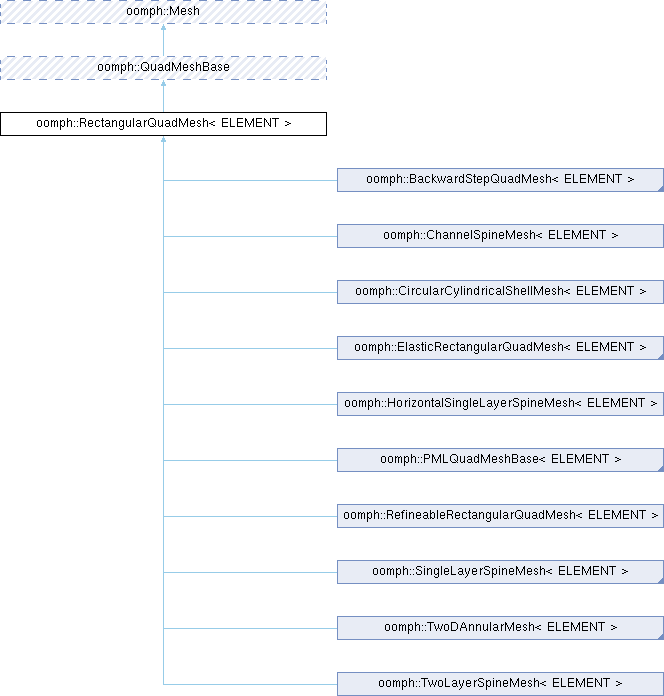 oomph::Mesh
oomph::QuadMeshBase
oomph::RectangularQuadMesh< ELEMENT >
oomph::BackwardStepQuadMesh< ELEMENT >
oomph::ChannelSpineMesh< ELEMENT >
oomph::CircularCylindricalShellMesh< ELEMENT >
oomph::ElasticRectangularQuadMesh< ELEMENT >
oomph::HorizontalSingleLayerSpineMesh< ELEMENT >
oomph::PMLQuadMeshBase< ELEMENT >
oomph::RefineableRectangularQuadMesh< ELEMENT >
oomph::SingleLayerSpineMesh< ELEMENT >
oomph::TwoDAnnularMesh< ELEMENT >
oomph::TwoLayerSpineMesh< ELEMENT >